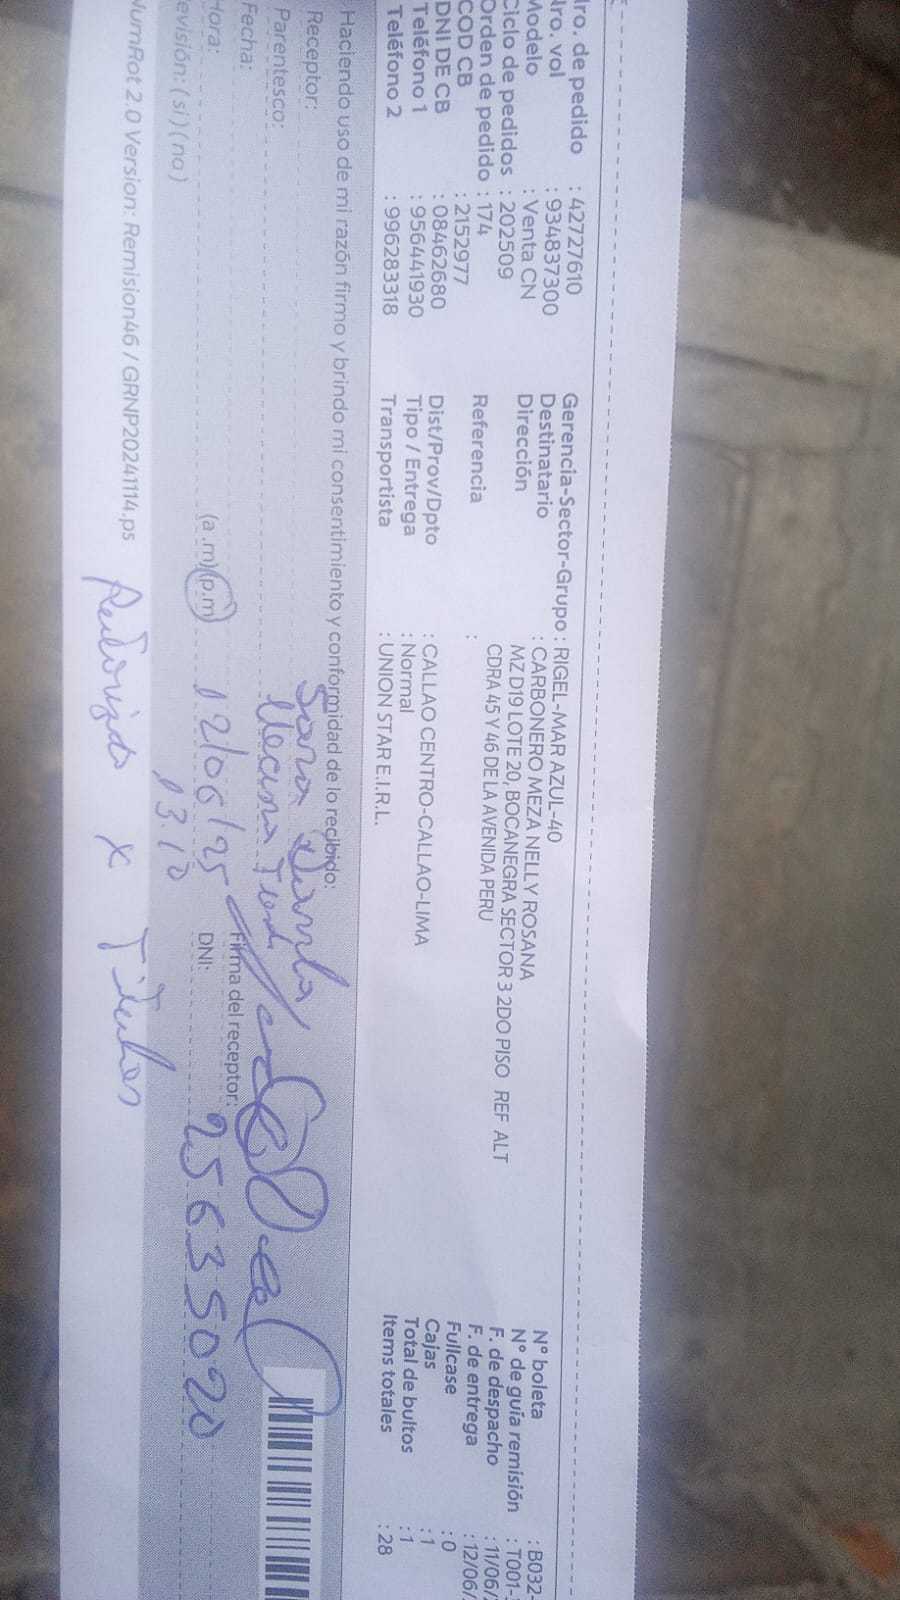 Nro. de pedido : 42727610
Nro. vol : 934837300
Modelo : Venta CN
Ciclo de pedidos : 202509
Orden de pedido : 174
COD CB : 2152977
DNI DE CB : 08462680
Teléfono 1 : 956441930
Teléfono 2 : 996283318
Gerencia-Sector-Grupo : RIGEL-MAR AZUL-40
Destinatario : CARBONERO MEZA NELLY ROSANA
Dirección MZ D19 LOTE 20, BOCANEGRA SECTOR 3 2DO PISO REF ALT
CDRA 45 Y 46 DE LA AVENIDA PERU
Referencia :
Dist/Prov/Dpto : CALLAO CENTRO-CALLAO-LIMA
Tipo / Entrega : Normal
Transportista : UNION STAR E.I.R.L.
N° boleta : B032-
N° de guía remisión : T001-
F. de despacho : 11/06/
F. de entrega : 12/06/
Fullcase : 0
Cajas : 1
Total de bultos : 1
Items totales : 28
Haciendo uso de mi razón firmo y brindo mi consentimiento y conformidad de lo recibido:
Receptor: Sara
Parentesco:
Fecha: 12/06/25 Firma del receptor:
Hora: (a.m)(p.m) 13.10 DNI: 25635020
evisión: (si) (no)
NumRot 2.0 Version: Remision46 / GRNP20241114.ps
Autorizado x